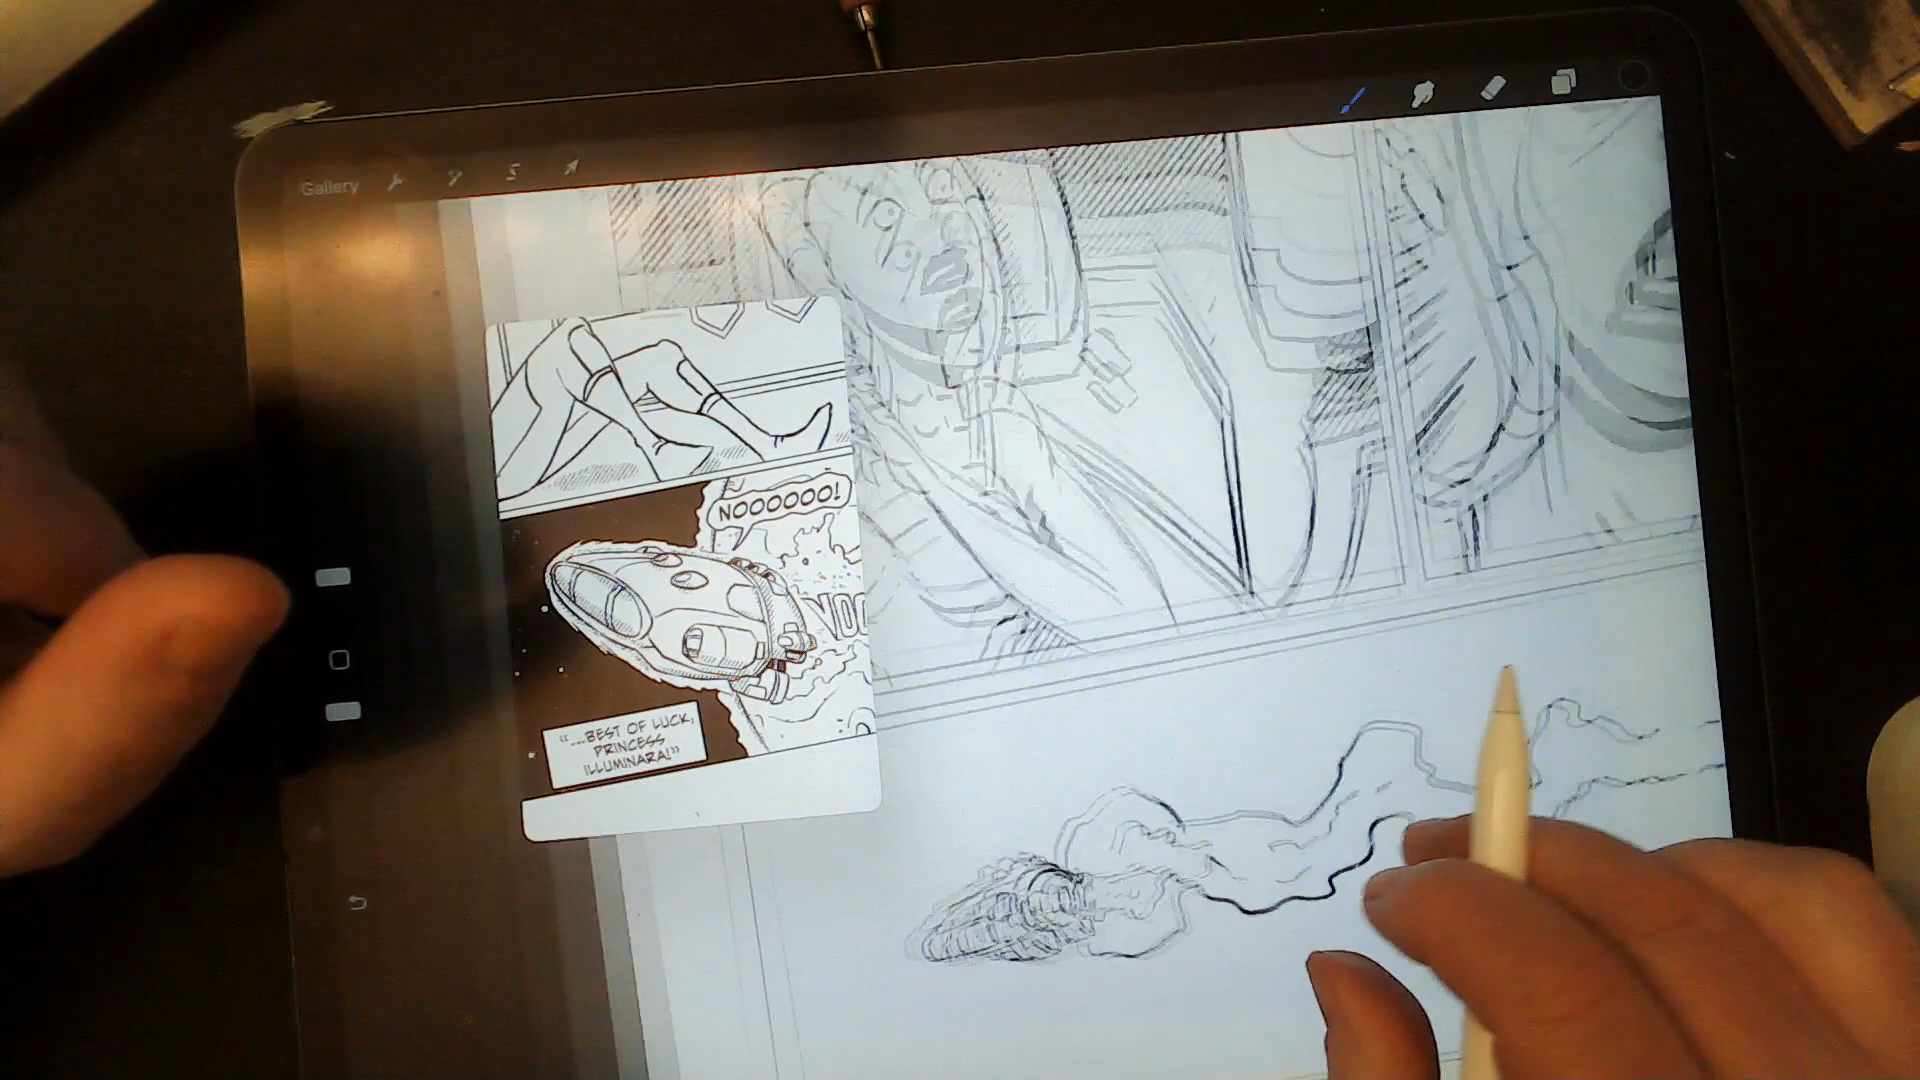 Gallery
NOOOOOO!
"...BEST OF LUCK,
PRINCESS
ILLUMINARA!"